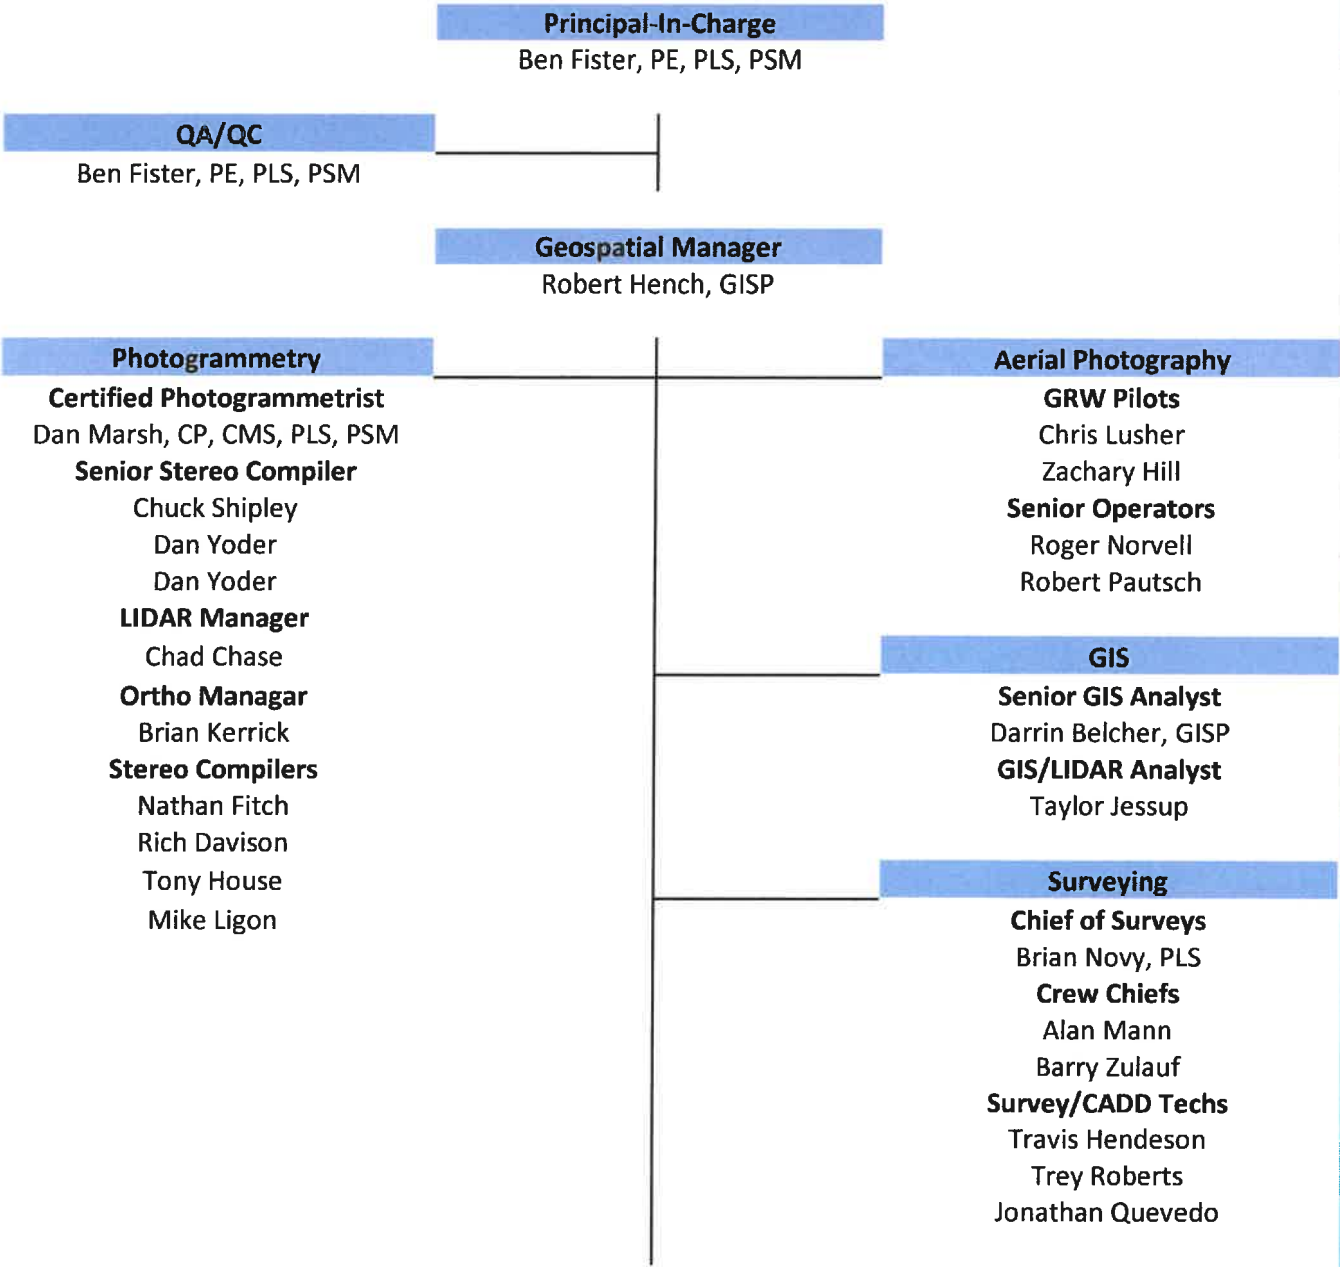 Principal-In-Charge
Ben Fister, PE, PLS, PSM
QA/QC
Ben Fister, PE, PLS, PSM
Geospatial Manager
Robert Hench, GISP
Photogrammetry
Certified Photogrammetrist
Dan Marsh, CP, CMS, PLS, PSM
Senior Stereo Compiler
Chuck Shipley
Dan Yoder
Dan Yoder
LIDAR Manager
Chad Chase
Ortho Managar
Brian Kerrick
Stereo Compilers
Nathan Fitch
Rich Davison
Tony House
Mike Ligon
Aerial Photography
GRW Pilots
Chris Lusher
Zachary Hill
Senior Operators
Roger Norvell
Robert Pautsch
GIS
Senior GIS Analyst
Darrin Belcher, GISP
GIS/LIDAR Analyst
Taylor Jessup
Surveying
Chief of Surveys
Brian Novy, PLS
Crew Chiefs
Alan Mann
Barry Zulauf
Survey/CADD Techs
Travis Hendeson
Trey Roberts
Jonathan Quevedo